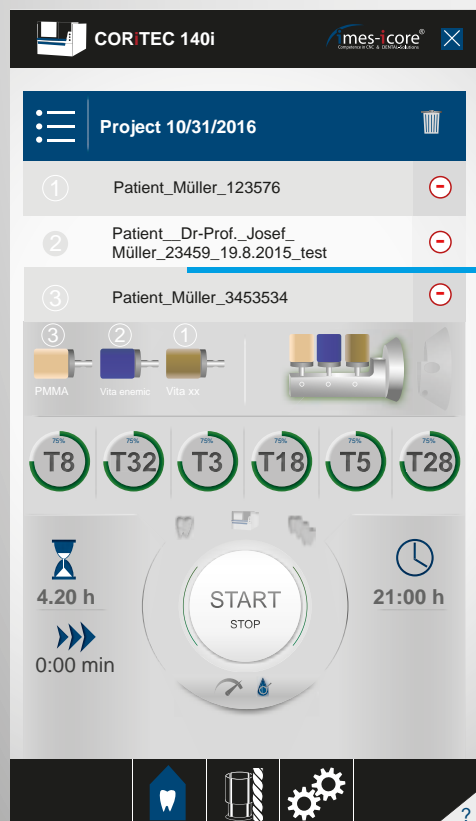 CORiTEC 140i
imes-icore®
Competence in CNC & DENTAL-Solutions
Project 10/31/2016
1 Patient_Müller_123576
2 Patient__Dr-Prof._Josef_
Müller_23459_19.8.2015_test
3 Patient_Müller_3453534
3 2 1
PMMA Vita enemic Vita xx
75% 75% 75% 75% 75% 75%
T8 T32 T3 T18 T5 T28
4.20 h
START
STOP
21:00 h
0:00 min
?